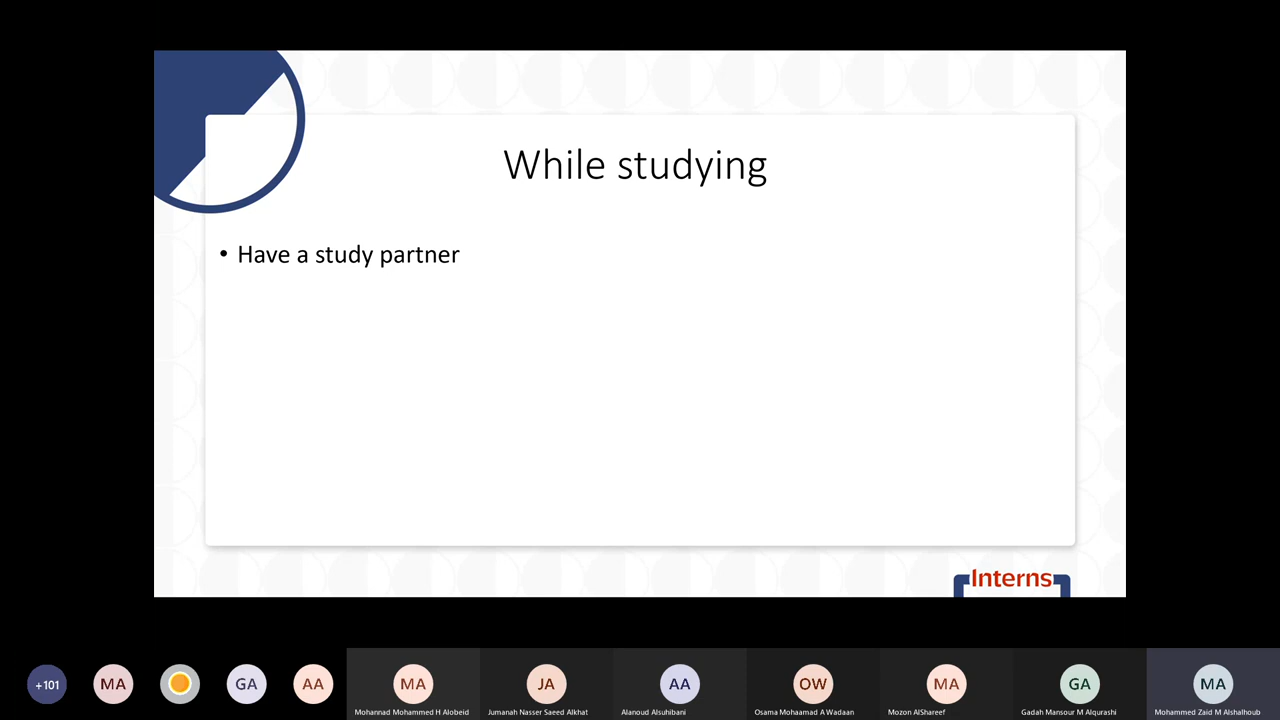 While studying
• Have a study partner
Interns
+101
MA
GA
AA
MA
JA
AA
OW
MA
GA
MA
Mohannad Mohammed H Alobeid
Jumanah Nasser Saeed Alkhat
Alanoud Alsuhibani
Osama Mohaamad A Wadaan
Mozon AlShareef
Gadah Mansour M Alqurashi
Mohammed Zaid M Alshalhoub